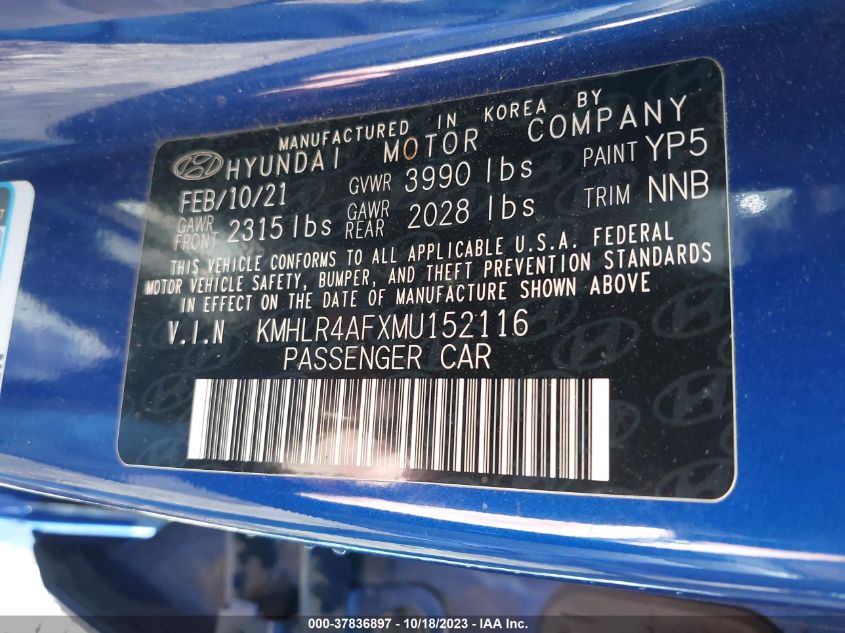 MANUFACTURED IN KOREA BY
HYUNDAI MOTOR COMPANY
FEB/10/21 GVWR 3990 lbs PAINT YP5
GAWR FRONT 2315 lbs GAWR REAR 2028 lbs TRIM NNB
THIS VEHICLE CONFORMS TO ALL APPLICABLE U.S.A. FEDERAL
MOTOR VEHICLE SAFETY, BUMPER, AND THEFT PREVENTION STANDARDS
IN EFFECT ON THE DATE OF MANUFACTURE SHOWN ABOVE
V.I.N KMHLR4AFXMU152116
PASSENGER CAR
000-37836897 - 10/18/2023 - IAA Inc.